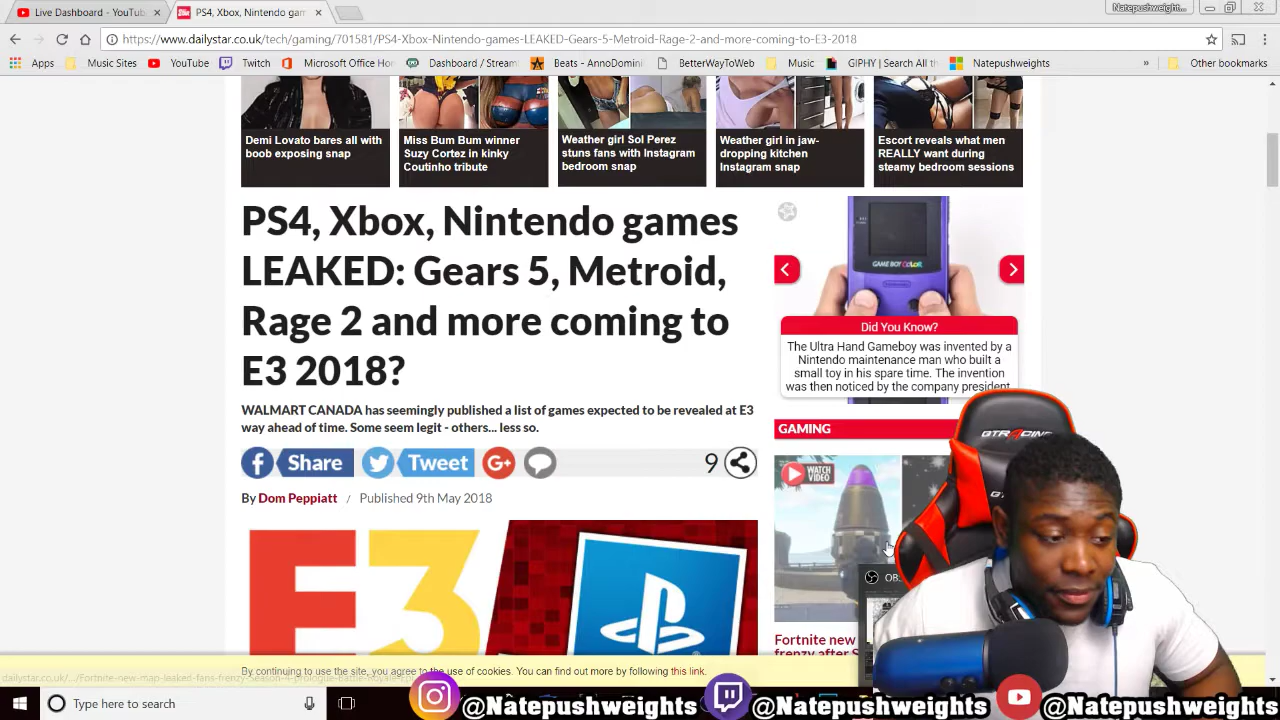 Live Dashboard - YouTube
PS4, Xbox, Nintendo gam
Natepushweight...
https://www.dailystar.co.uk/tech/gaming/701581/PS4-Xbox-Nintendo-games-LEAKED-Gears-5-Metroid-Rage-2-and-more-coming-to-E3-2018
Apps Music Sites YouTube Twitch Microsoft Office Ho Dashboard / Stream Beats - AnnoDomini BetterWayToWeb Music GIPHY | Search All t Natepushweights » Other bookmarks
Demi Lovato bares all with
boob exposing snap
Miss Bum Bum winner
Suzy Cortez in kinky
Coutinho tribute
Weather girl Sol Perez
stuns fans with Instagram
bedroom snap
Weather girl in jaw-
dropping kitchen
Instagram snap
Escort reveals what men
REALLY want during
steamy bedroom sessions
PS4, Xbox, Nintendo games
LEAKED: Gears 5, Metroid,
Rage 2 and more coming to
E3 2018?
WALMART CANADA has seemingly published a list of games expected to be revealed at E3
way ahead of time. Some seem legit - others... less so.
Share Tweet G+ 9
By Dom Peppiatt / Published 9th May 2018
E3
GAME BOY COLOR
Did You Know?
The Ultra Hand Gameboy was invented by a
Nintendo maintenance man who built a
small toy in his spare time. The invention
was then noticed by the company president.
GAMING
WATCH
VIDEO
GTRACING
OBS
Fortnite new
frenzy after S
By continuing to use the site, you agree to the use of cookies. You can find out more by following this link.
Type here to search
@Natepushweights @Natepushweights @Natepushweights